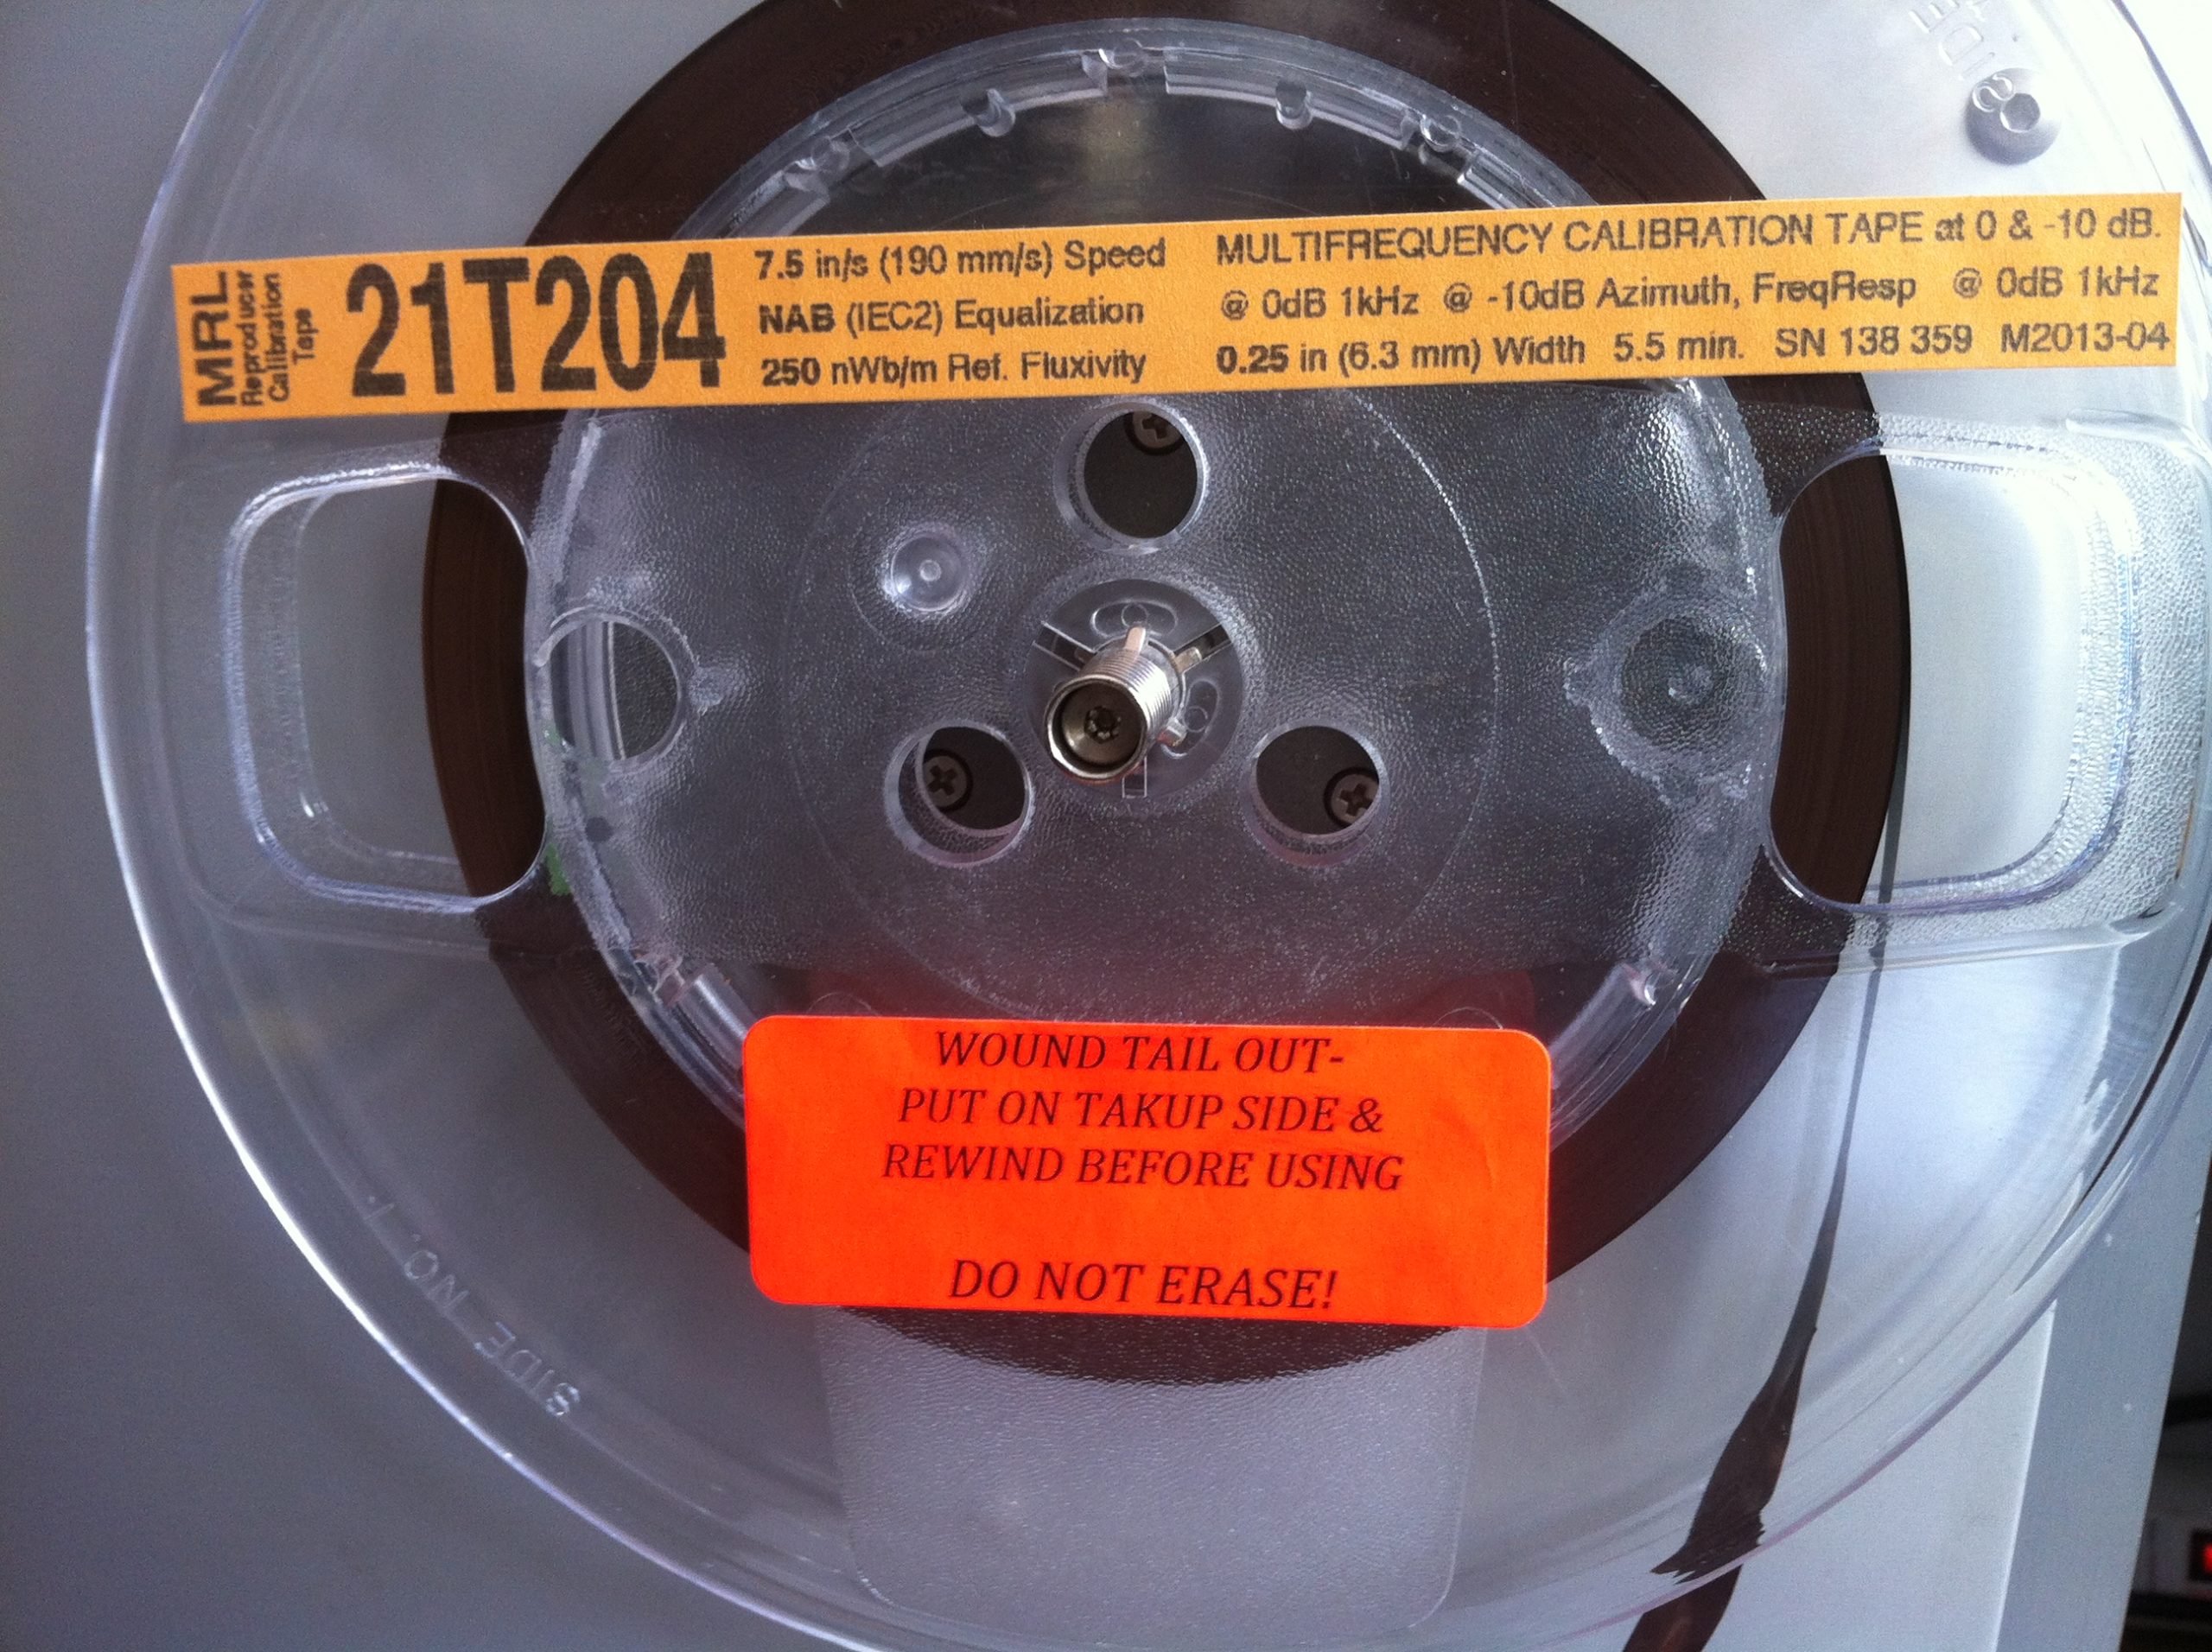 SIDE
MRL
Reproducer
Calibration
Tape
21T204
7.5 in/s (190 mm/s) Speed
NAB (IEC2) Equalization
250 nWb/m Ref. Fluxivity
MULTIFREQUENCY CALIBRATION TAPE at 0 & -10 dB.
@ 0dB 1kHz @ -10dB Azimuth, FreqResp @ 0dB 1kHz
0.25 in (6.3 mm) Width 5.5 min. SN 138 359 M2013-04
WOUND TAIL OUT-
PUT ON TAKUP SIDE &
REWIND BEFORE USING
DO NOT ERASE!
SIDE NO. 1